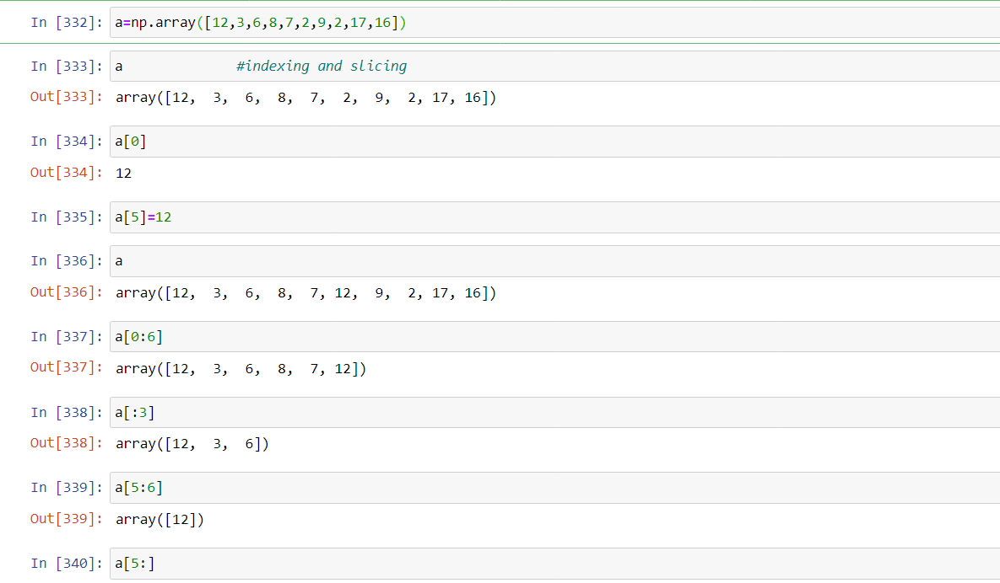 In [332]: a=np.array([12,3,6,8,7,2,9,2,17,16])
In [333]: a              #indexing and slicing
Out[333]: array([12,  3,  6,  8,  7,  2,  9,  2, 17, 16])
In [334]: a[0]
Out[334]: 12
In [335]: a[5]=12
In [336]: a
Out[336]: array([12,  3,  6,  8,  7, 12,  9,  2, 17, 16])
In [337]: a[0:6]
Out[337]: array([12,  3,  6,  8,  7, 12])
In [338]: a[:3]
Out[338]: array([12,  3,  6])
In [339]: a[5:6]
Out[339]: array([12])
In [340]: a[5:]